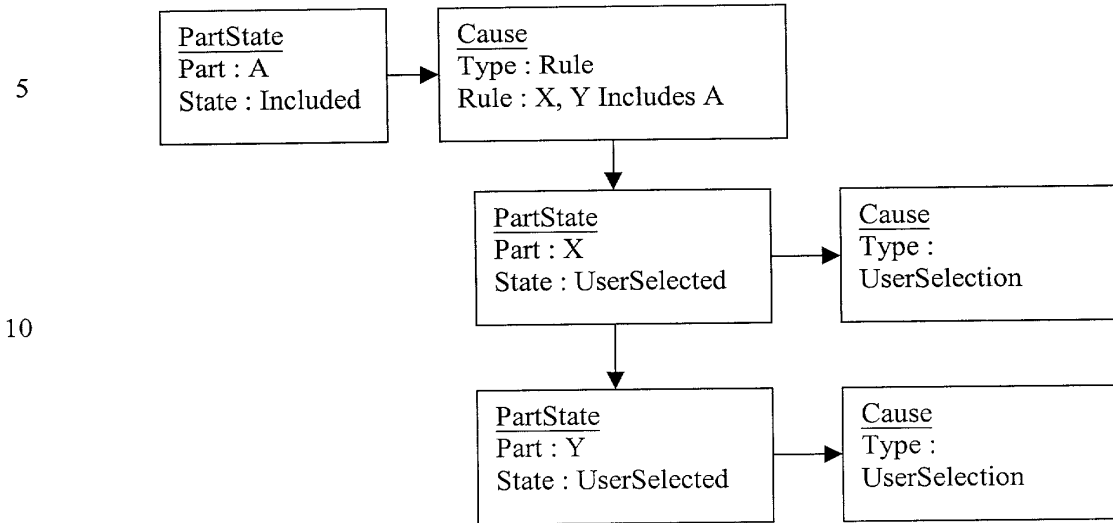 PartState
Part : A
State : Included
Cause
Type : Rule
Rule : X, Y Includes A
5
PartState
Part : X
State : UserSelected
Cause
Type :
UserSelection
10
PartState
Part : Y
State : UserSelected
Cause
Type :
UserSelection